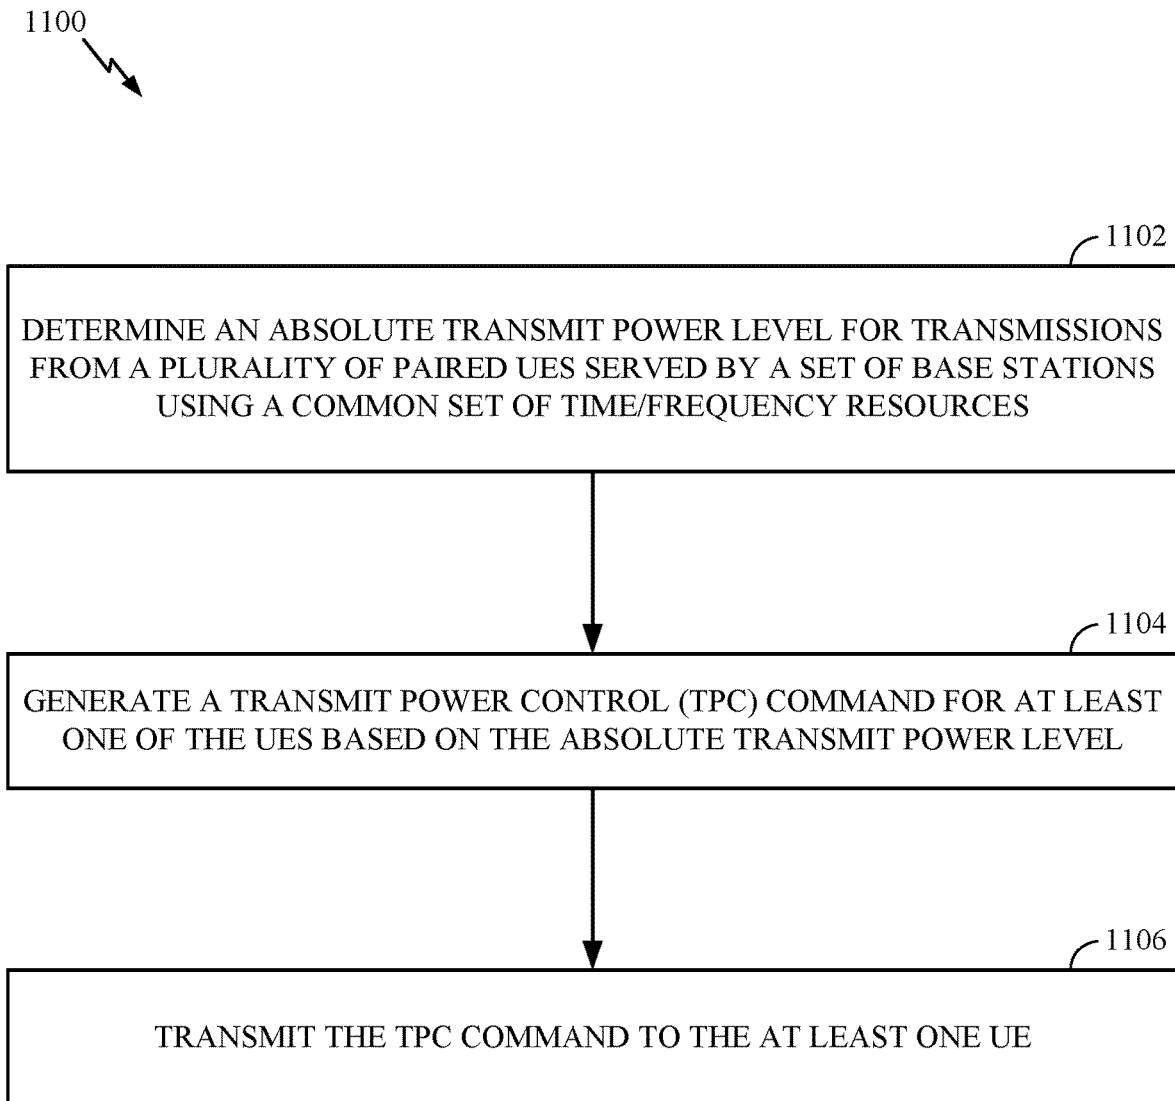 1100
1102
DETERMINE AN ABSOLUTE TRANSMIT POWER LEVEL FOR TRANSMISSIONS
FROM A PLURALITY OF PAIRED UES SERVED BY A SET OF BASE STATIONS
USING A COMMON SET OF TIME/FREQUENCY RESOURCES
1104
GENERATE A TRANSMIT POWER CONTROL (TPC) COMMAND FOR AT LEAST
ONE OF THE UES BASED ON THE ABSOLUTE TRANSMIT POWER LEVEL
1106
TRANSMIT THE TPC COMMAND TO THE AT LEAST ONE UE